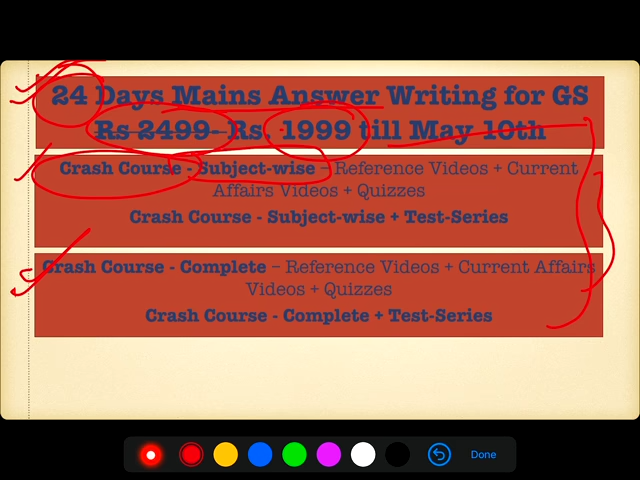 24 Days Mains Answer Writing for GS
Rs 2499- Rs. 1999 till May 10th
Crash Course - Subject-wise – Reference Videos + Current
Affairs Videos + Quizzes
Crash Course - Subject-wise + Test-Series
Crash Course - Complete – Reference Videos + Current Affairs
Videos + Quizzes
Crash Course - Complete + Test-Series
Done